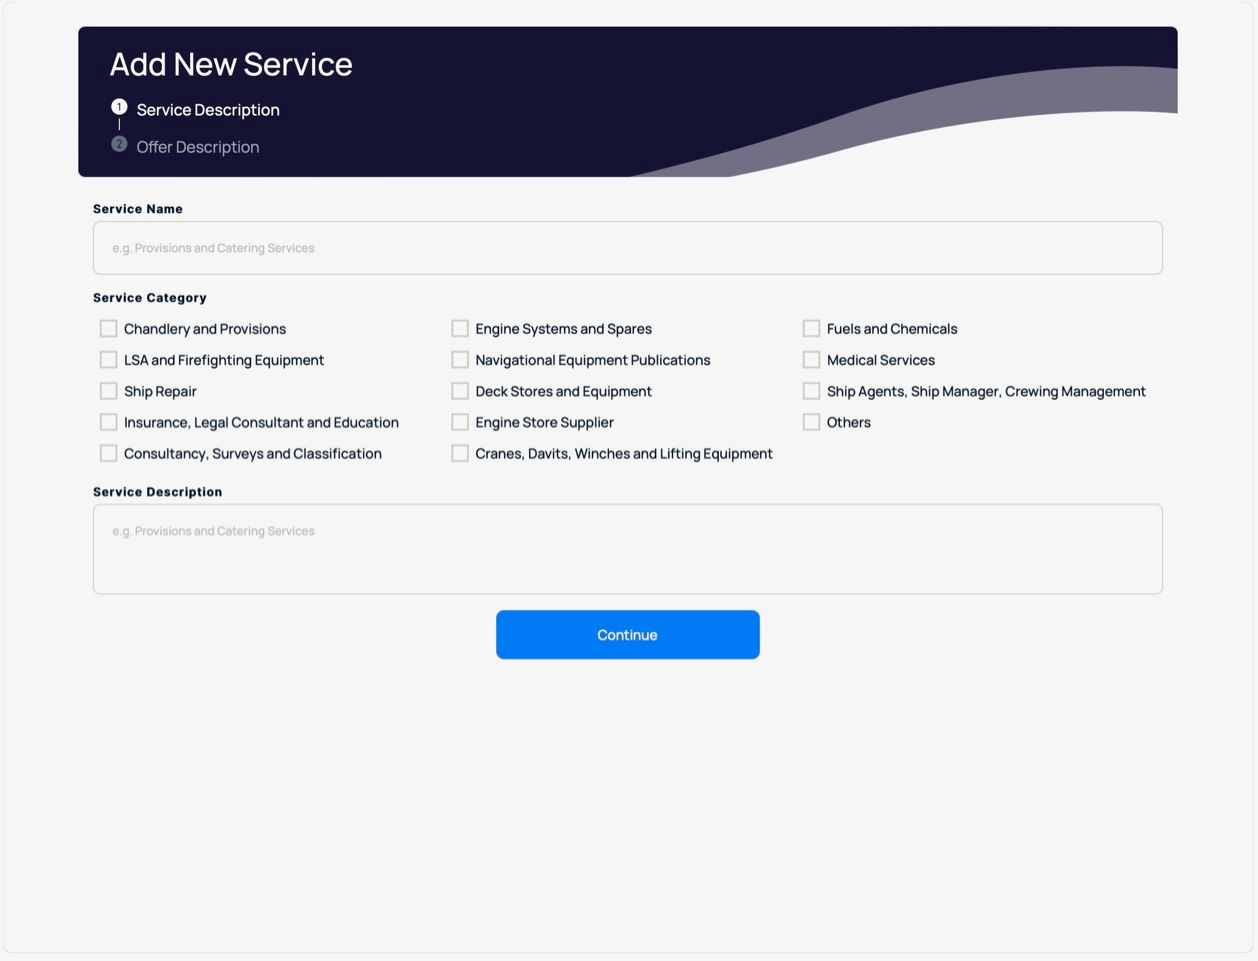 Add New Service
1 Service Description
2 Offer Description
Service Name
e.g. Provisions and Catering Services
Service Category
Chandlery and Provisions
Engine Systems and Spares
Fuels and Chemicals
LSA and Firefighting Equipment
Navigational Equipment Publications
Medical Services
Ship Repair
Deck Stores and Equipment
Ship Agents, Ship Manager, Crewing Management
Insurance, Legal Consultant and Education
Engine Store Supplier
Others
Consultancy, Surveys and Classification
Cranes, Davits, Winches and Lifting Equipment
Service Description
e.g. Provisions and Catering Services
Continue